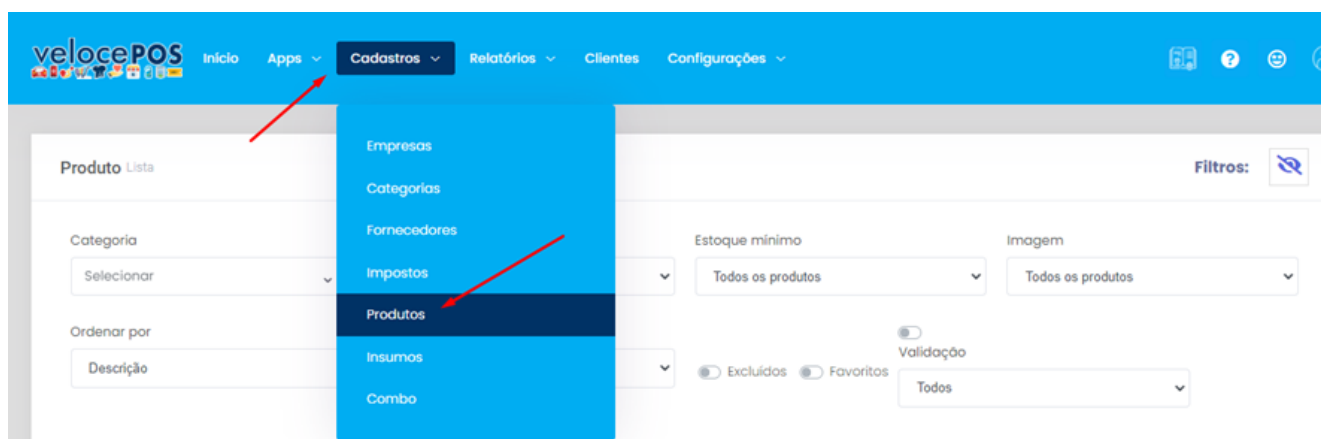 velocePOS Início Apps Cadastros Relatórios Clientes Configurações
Empresas
Produto Lista
Filtros:
Categorias
Fornecedores
Categoria
Estoque mínimo
Imagem
Selecionar
Impostos
Todos os produtos
Todos os produtos
Produtos
Ordenar por
Validação
Insumos
Descrição
Excluídos
Favoritos
Todos
Combo